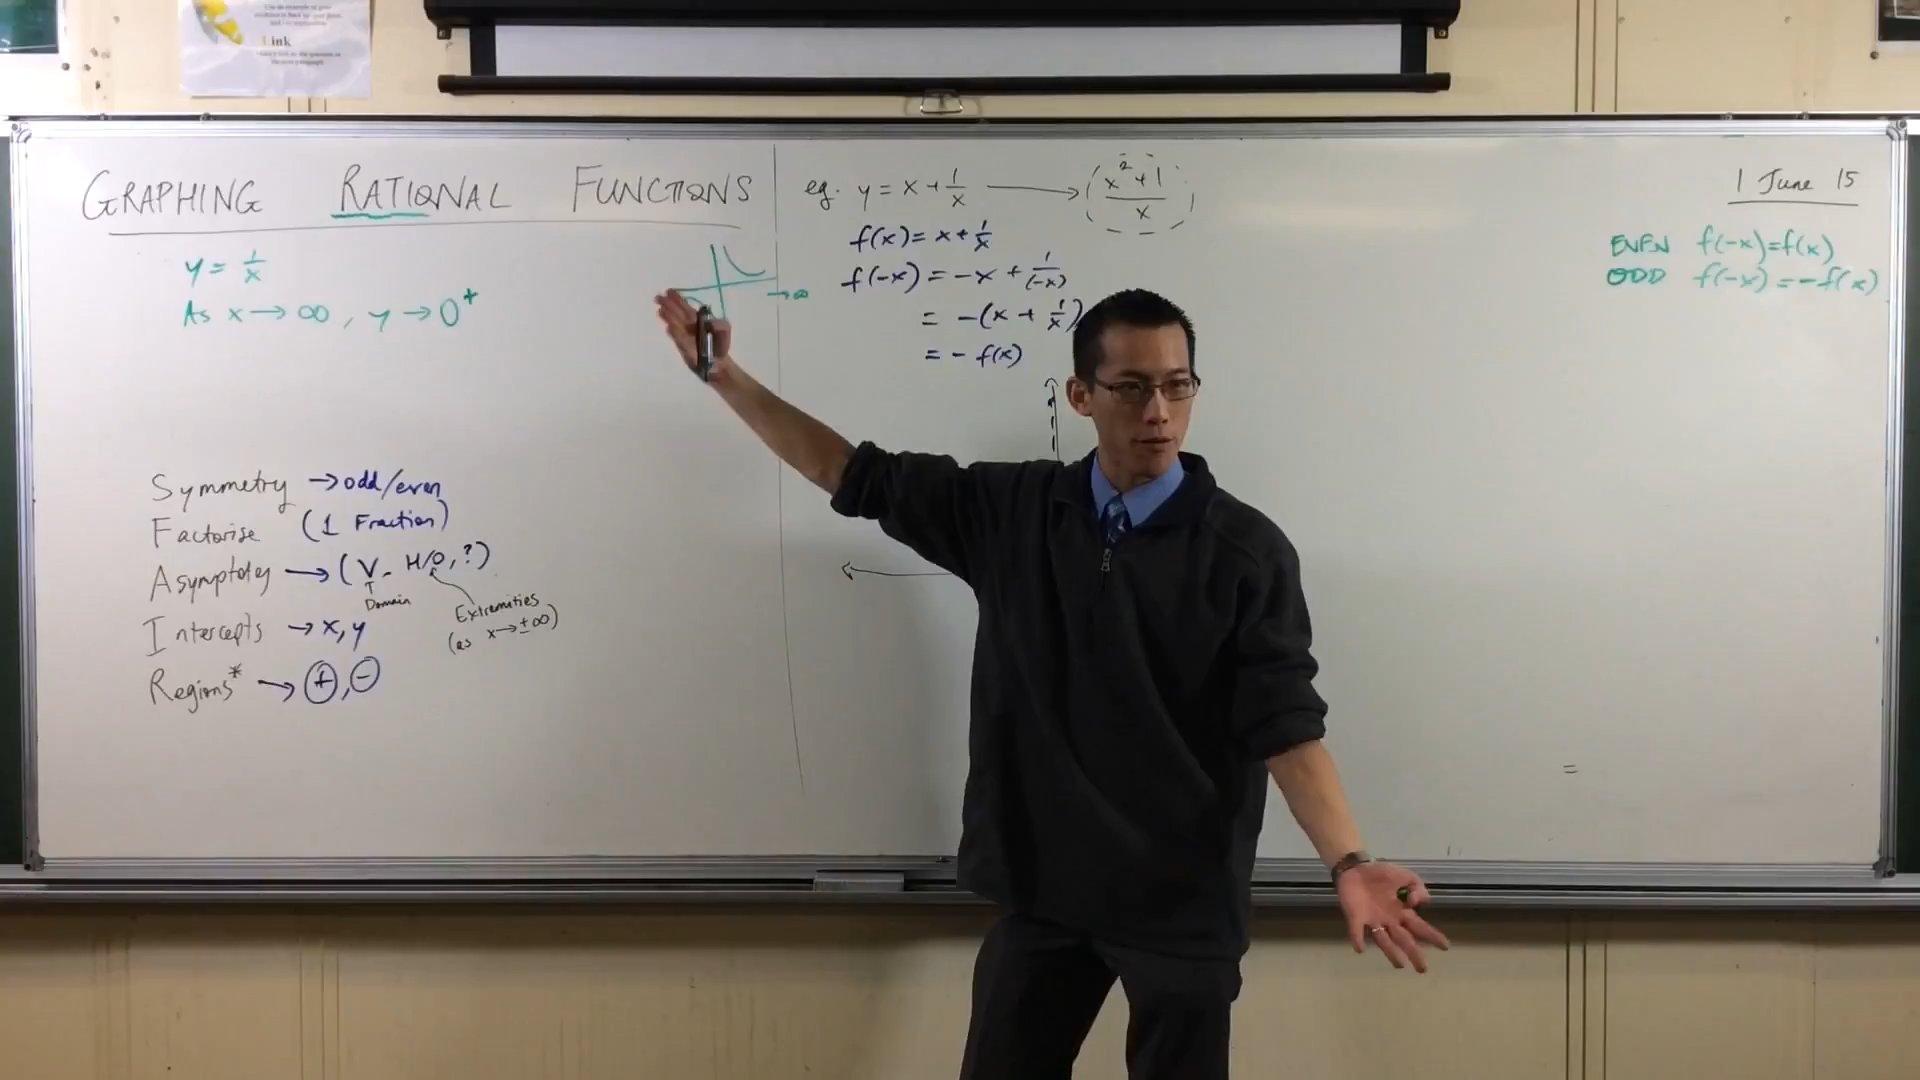 Link
GRAPHING RATIONAL FUNCTIONS
y = 1/x
As x → ∞, y → 0⁺
→ ∞
Symmetry → odd/even
Factorise (1 Fraction)
Asymptotes → (V, H/O, ?)
Domain
Extremities
(as x → ±∞)
Intercepts → x, y
Regions* → +, -
eg. y = x + 1/x → x² + 1 / x
f(x) = x + 1/x
f(-x) = -x + 1/(-x)
= -(x + 1/x)
= - f(x)
1 June 15
EVEN f(-x)=f(x)
ODD f(-x)=-f(x)
=